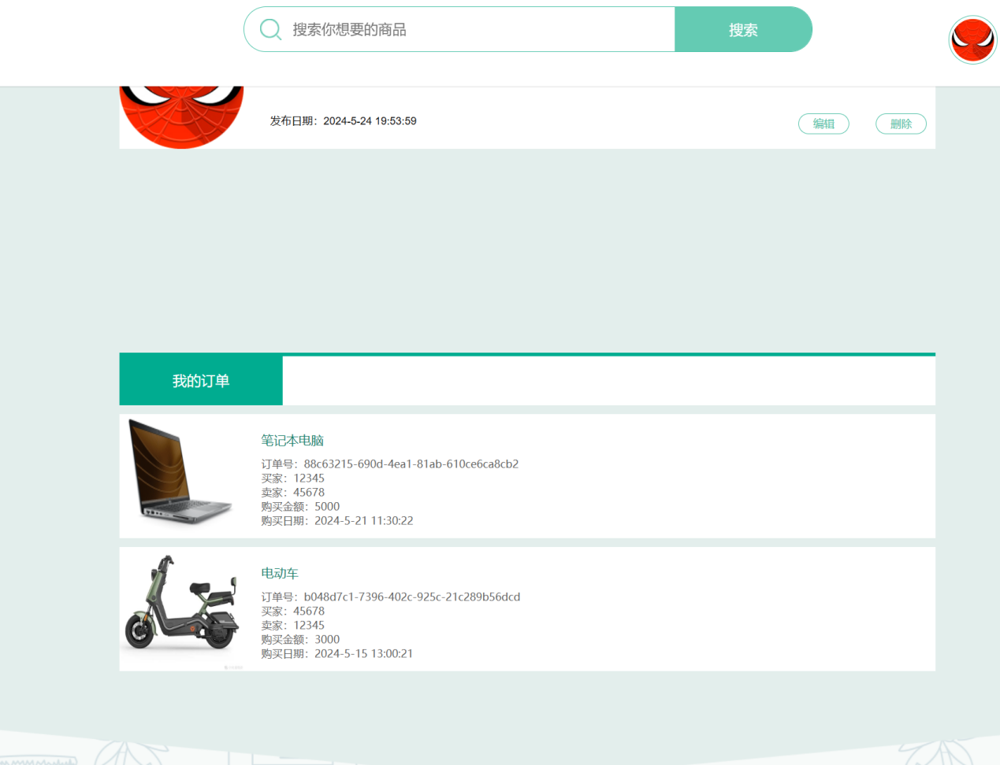 搜索你想要的商品
搜索
发布日期：2024-5-24 19:53:59
编辑
删除
我的订单
笔记本电脑
订单号：88c63215-690d-4ea1-81ab-610ce6ca8cb2
买家：12345
卖家：45678
购买金额：5000
购买日期：2024-5-21 11:30:22
电动车
订单号：b048d7c1-7396-402c-925c-21c289b56dcd
买家：45678
卖家：12345
购买金额：3000
购买日期：2024-5-15 13:00:21